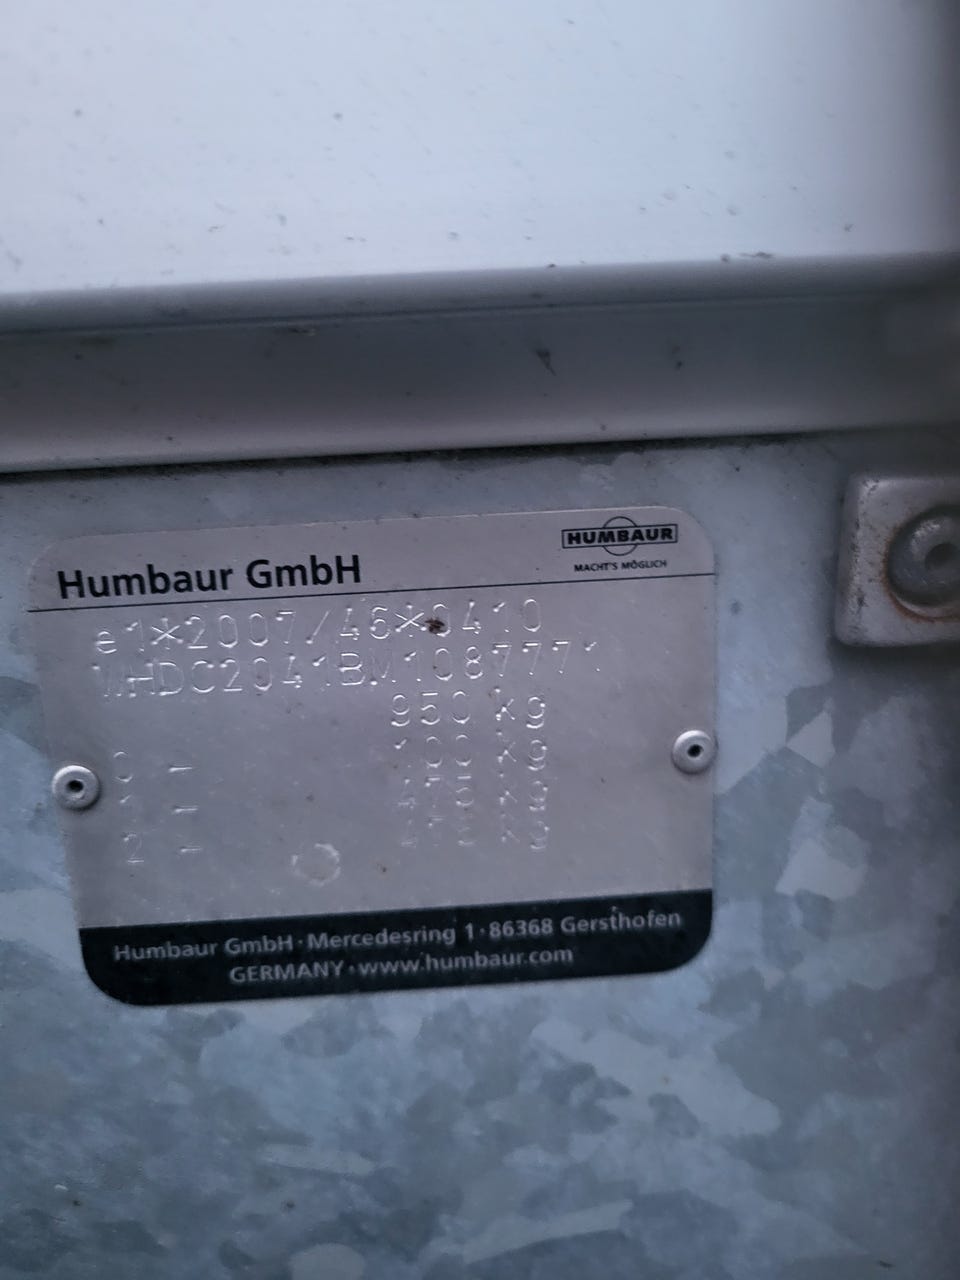 HUMBAUR
MACHT'S MÖGLICH
Humbaur GmbH
e1*2007/46*0410
WHDC2041BM1087771
950 kg
0 - 100 kg
1 - 475 kg
2 - 475 kg
Humbaur GmbH · Mercedesring 1 · 86368 Gersthofen
GERMANY · www.humbaur.com